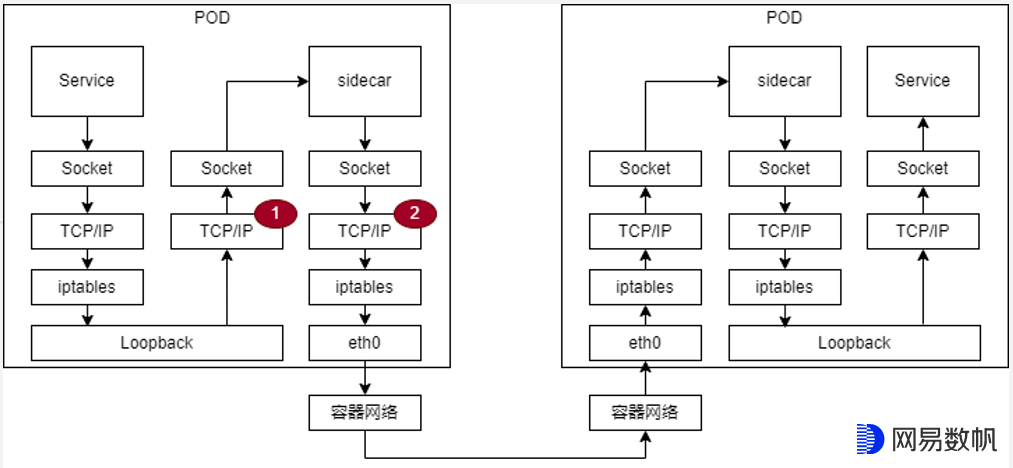 POD
Service
sidecar
Socket
Socket
Socket
TCP/IP
TCP/IP
1
TCP/IP
2
iptables
iptables
Loopback
eth0
容器网络
POD
sidecar
Service
Socket
Socket
Socket
TCP/IP
TCP/IP
TCP/IP
iptables
iptables
eth0
Loopback
容器网络
网易数帆